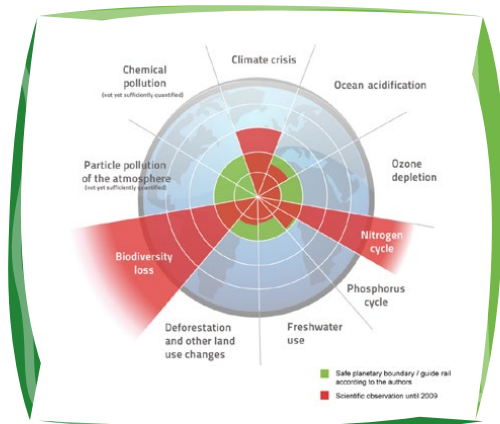 Climate crisis
Chemical
pollution
(not yet sufficiently quantified)
Ocean acidification
Particle pollution
of the atmosphere
(not yet sufficiently quantified)
Ozone
depletion
Nitrogen
cycle
Biodiversity
loss
Phosphorus
cycle
Deforestation
and other land
use changes
Freshwater
use
Safe planetary boundary / guide rail
according to the authors
Scientific observation until 2009